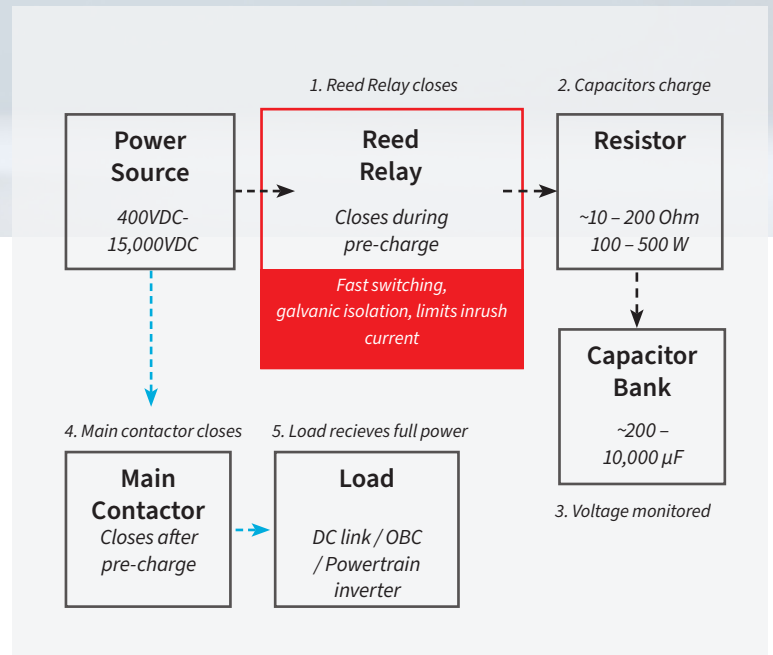 1. Reed Relay closes
2. Capacitors charge
Power
Source
400VDC-
15,000VDC
Reed
Relay
Closes during
pre-charge
Fast switching,
galvanic isolation, limits inrush
current
Resistor
~10 – 200 Ohm
100 – 500 W
Capacitor
Bank
~200 –
10,000 µF
3. Voltage monitored
4. Main contactor closes
5. Load recieves full power
Main
Contactor
Closes after
pre-charge
Load
DC link / OBC
/ Powertrain
inverter